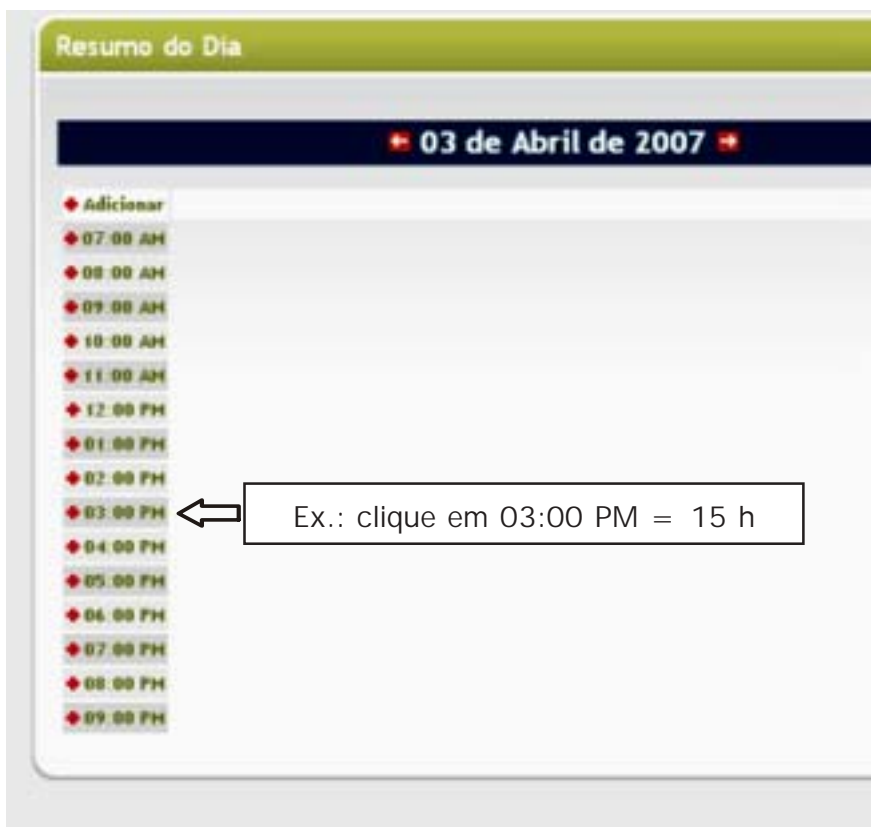 Resumo do Dia
03 de Abril de 2007
Adicionar
07:00 AM
08:00 AM
09:00 AM
10:00 AM
11:00 AM
12:00 PM
01:00 PM
02:00 PM
03:00 PM
Ex.: clique em 03:00 PM = 15 h
04:00 PM
05:00 PM
06:00 PM
07:00 PM
08:00 PM
09:00 PM